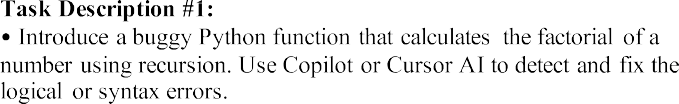 Task Description #1:
• Introduce a buggy Python function that calculates the factorial of a
number using recursion. Use Copilot or Cursor AI to detect and fix the
logical or syntax errors.